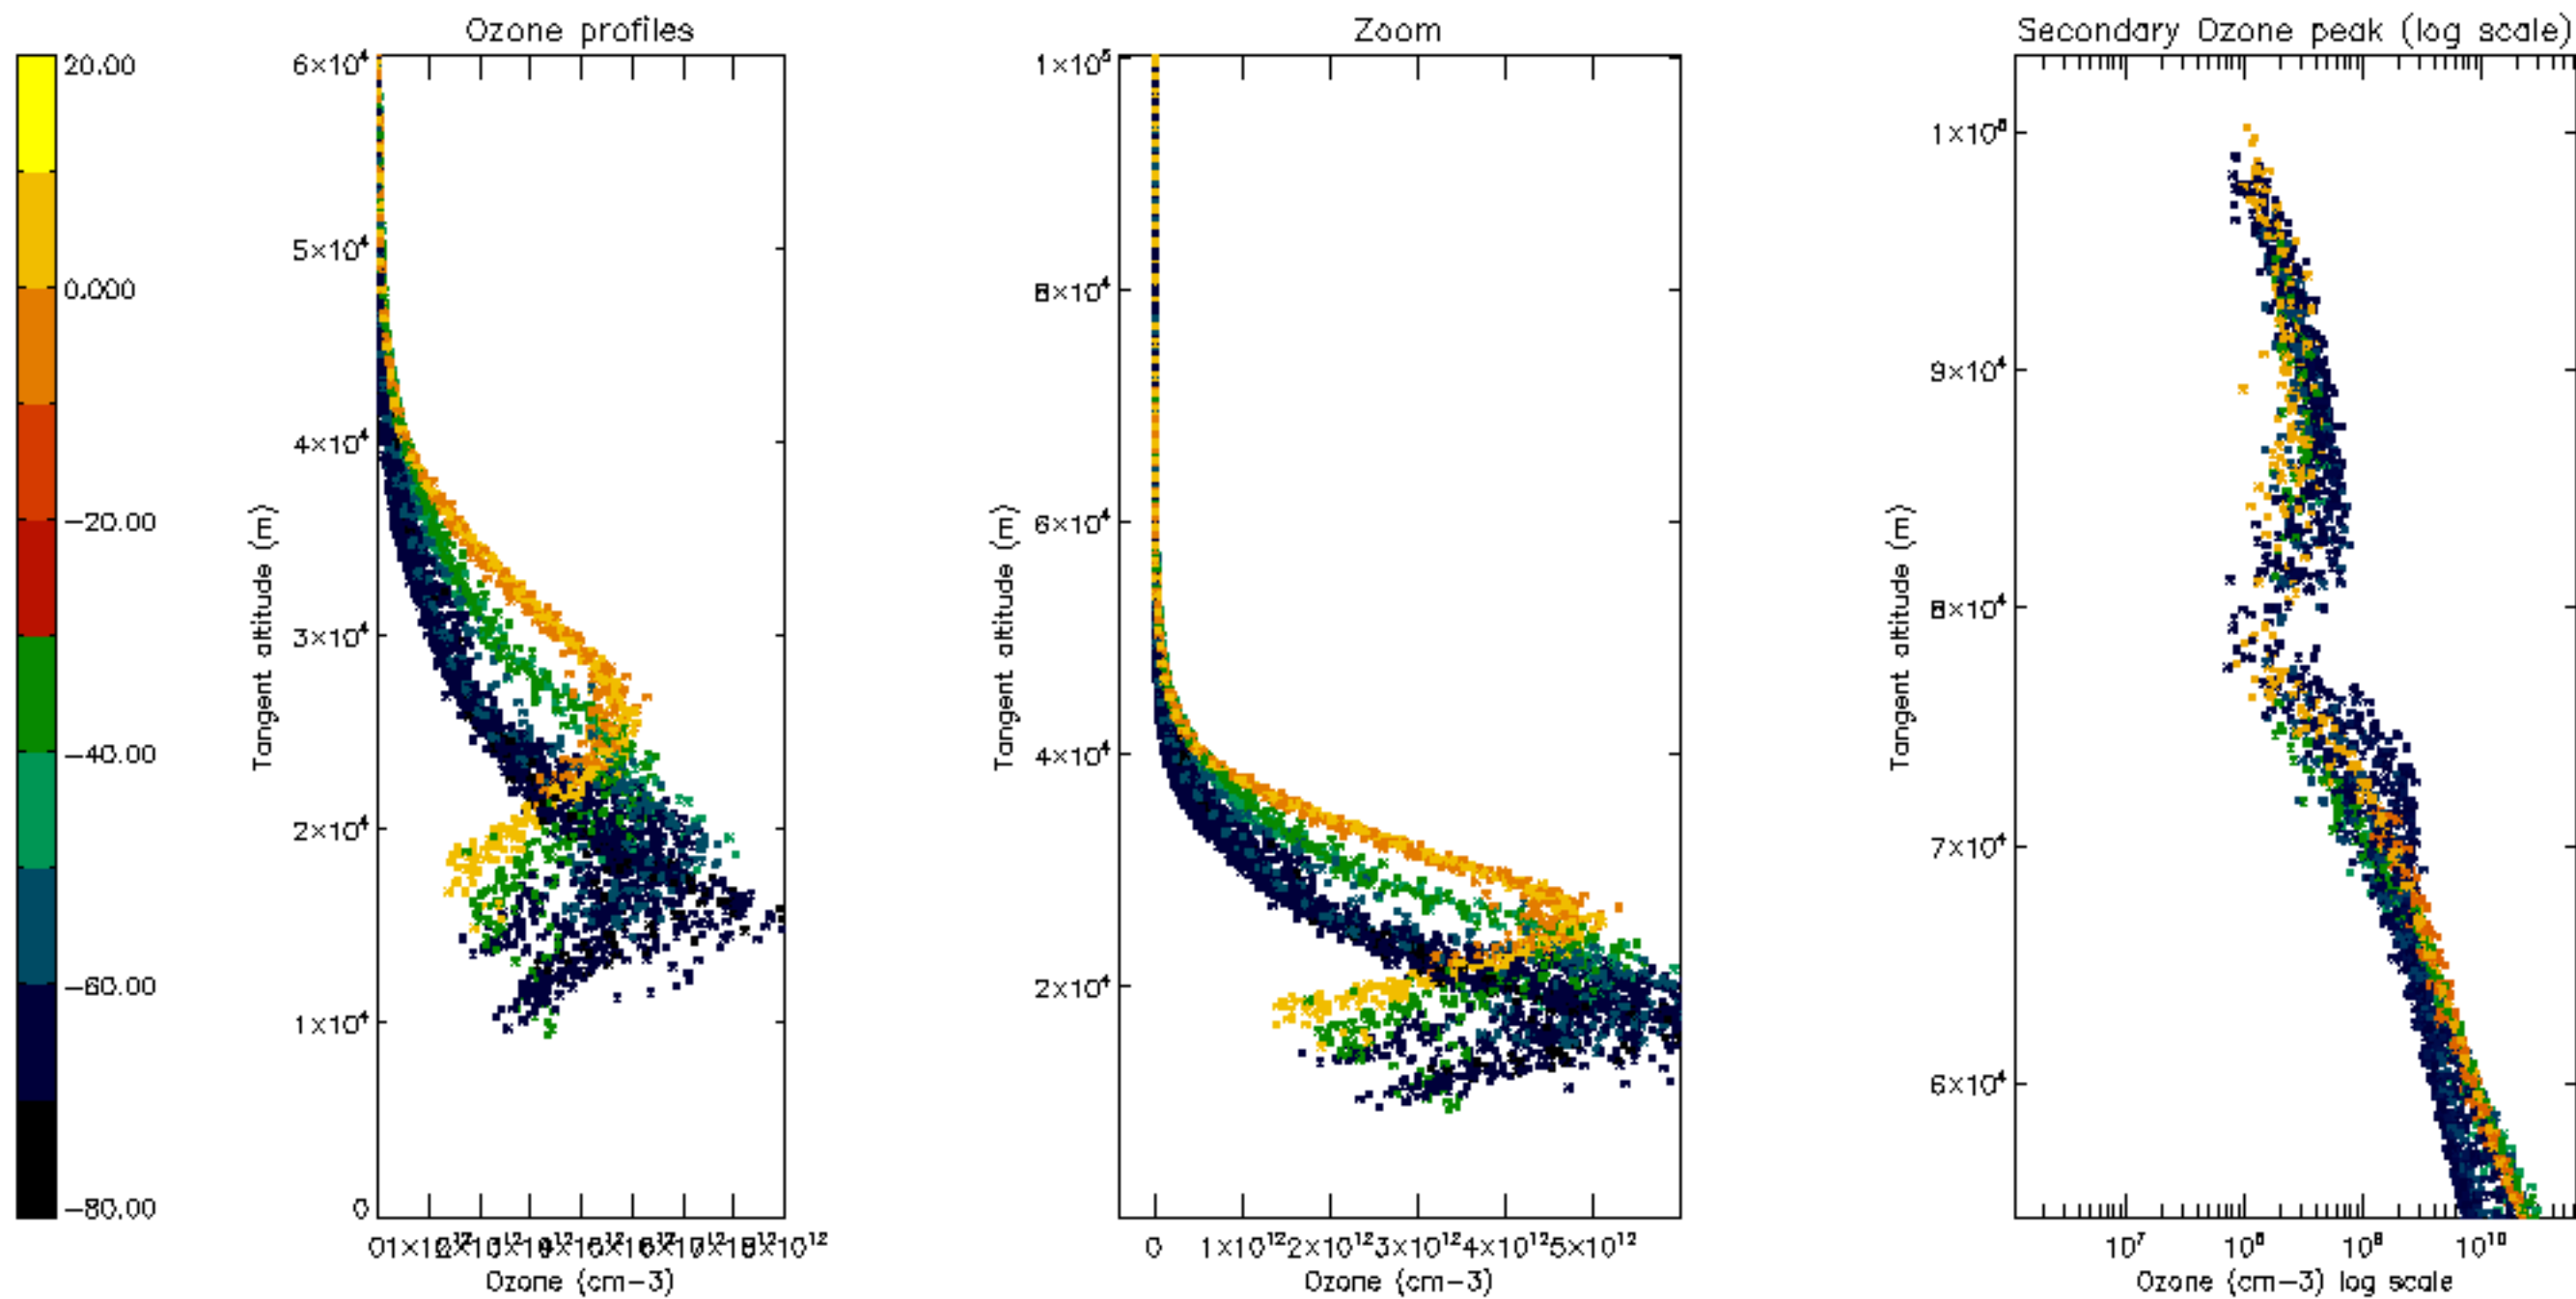 Ozone profiles
Zoom
Secondary Ozone peak (log scale)
20.00
0.000
−20.00
−40.00
−60.00
−80.00
Tangent altitude (m)
6×10⁴
5×10⁴
4×10⁴
3×10⁴
2×10⁴
1×10⁴
0
Ozone (cm−3)
Tangent altitude (m)
1×10⁵
8×10⁴
6×10⁴
4×10⁴
2×10⁴
0 1×10¹² 2×10¹² 3×10¹² 4×10¹² 5×10¹²
Ozone (cm−3)
Tangent altitude (m)
1×10⁵
9×10⁴
8×10⁴
7×10⁴
6×10⁴
10⁷ 10⁸ 10⁹ 10¹⁰
Ozone (cm−3) log scale